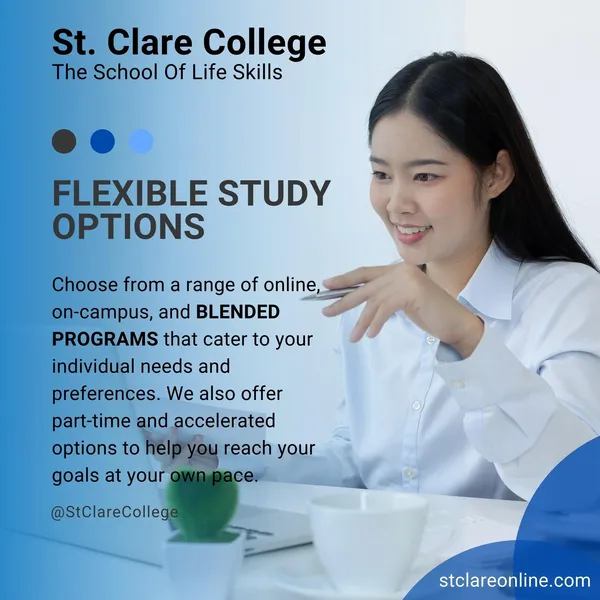 St. Clare College
The School Of Life Skills
FLEXIBLE STUDY
OPTIONS
Choose from a range of online,
on-campus, and BLENDED
PROGRAMS that cater to your
individual needs and
preferences. We also offer
part-time and accelerated
options to help you reach your
goals at your own pace.
@StClareCollege
stclareonline.com